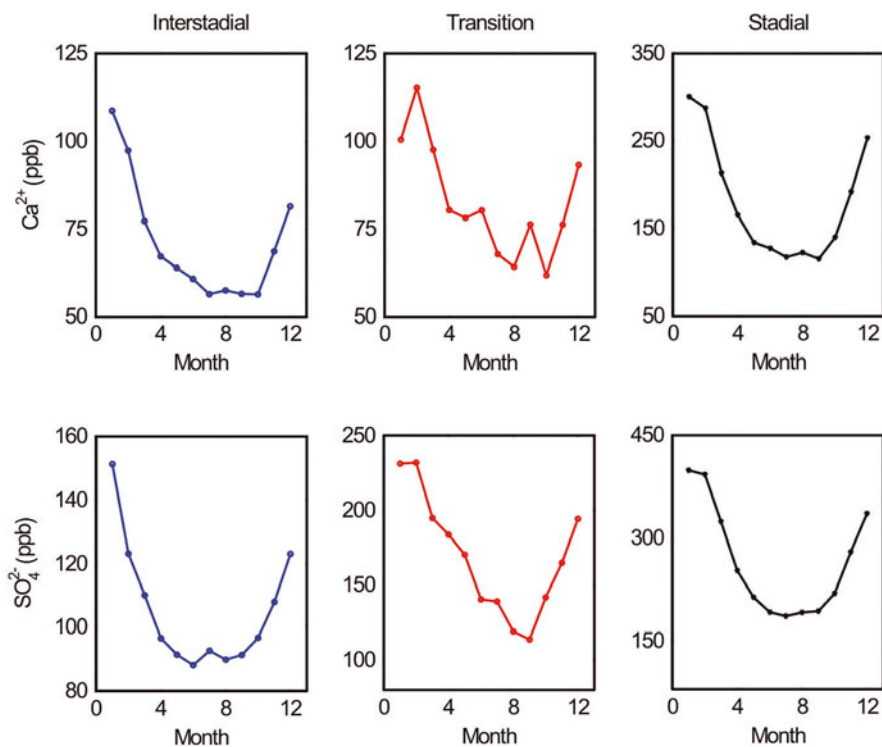 Interstadial Transition Stadial
125 125 350
100 100 250
75 75 150
50 50 50
Ca²⁺ (ppb)
0 4 8 12 0 4 8 12 0 4 8 12
Month Month Month
160 250 450
140 200 300
120 150 150
100 100
80
SO₄²⁻ (ppb)
0 4 8 12 0 4 8 12 0 4 8 12
Month Month Month